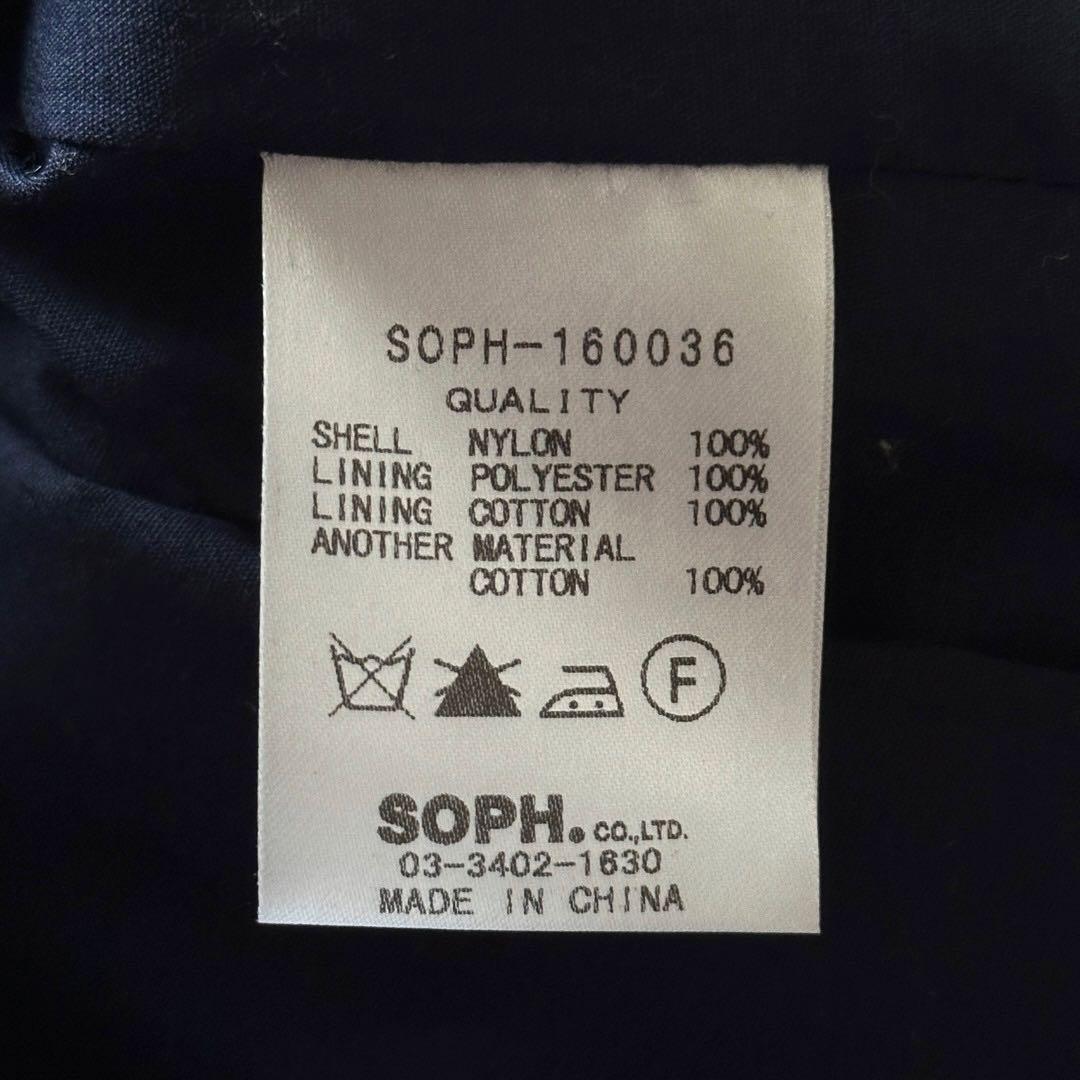 SOPH-160036
QUALITY
SHELL NYLON 100%
LINING POLYESTER 100%
LINING COTTON 100%
ANOTHER MATERIAL
COTTON 100%
F
SOPH. CO.,LTD.
03-3402-1630
MADE IN CHINA